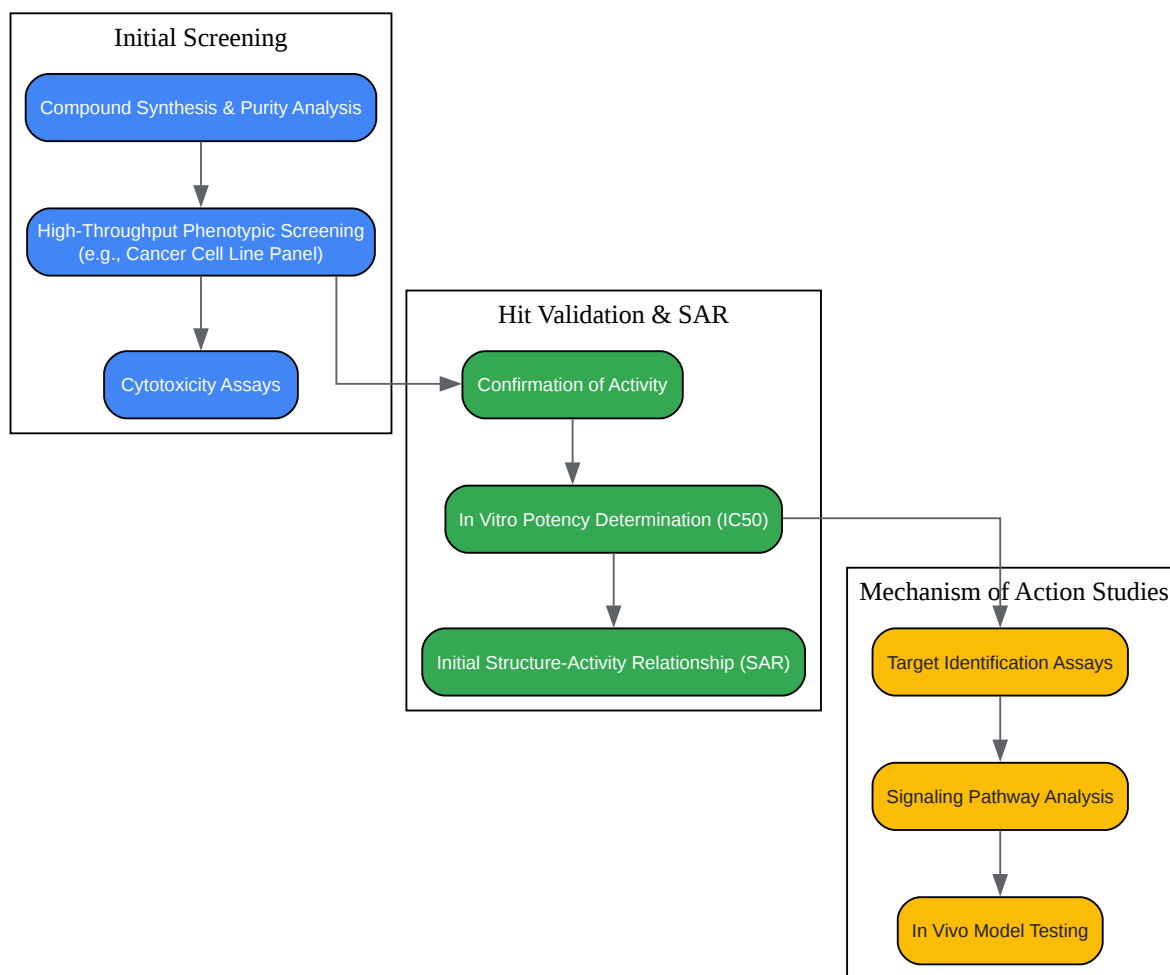 Initial Screening
Compound Synthesis & Purity Analysis
High-Throughput Phenotypic Screening
(e.g., Cancer Cell Line Panel)
Cytotoxicity Assays
Hit Validation & SAR
Confirmation of Activity
In Vitro Potency Determination (IC50)
Initial Structure-Activity Relationship (SAR)
Mechanism of Action Studies
Target Identification Assays
Signaling Pathway Analysis
In Vivo Model Testing